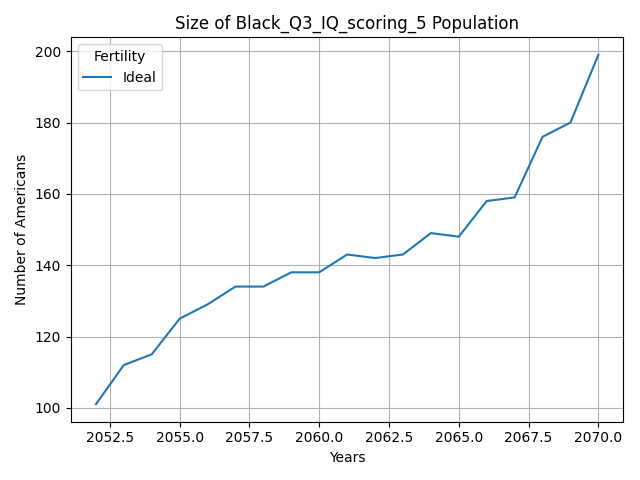 Size of Black_Q3_IQ_scoring_5 Population
Fertility
Ideal
Number of Americans
200
180
160
140
120
100
2052.5 2055.0 2057.5 2060.0 2062.5 2065.0 2067.5 2070.0
Years